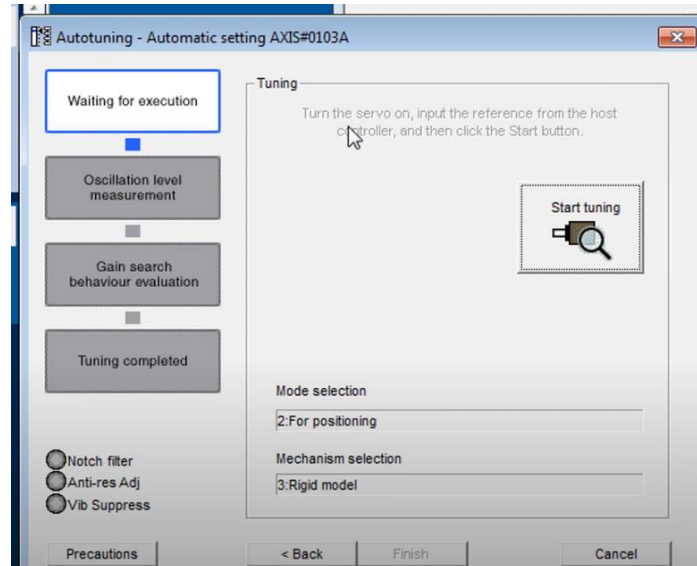 Autotuning - Automatic setting AXIS#0103A
Waiting for execution
Oscillation level
measurement
Gain search
behaviour evaluation
Tuning completed
Notch filter
Anti-res Adj
Vib Suppress
Tuning
Turn the servo on, input the reference from the host
controller, and then click the Start button.
Start tuning
Mode selection
2:For positioning
Mechanism selection
3:Rigid model
Precautions
< Back
Finish
Cancel